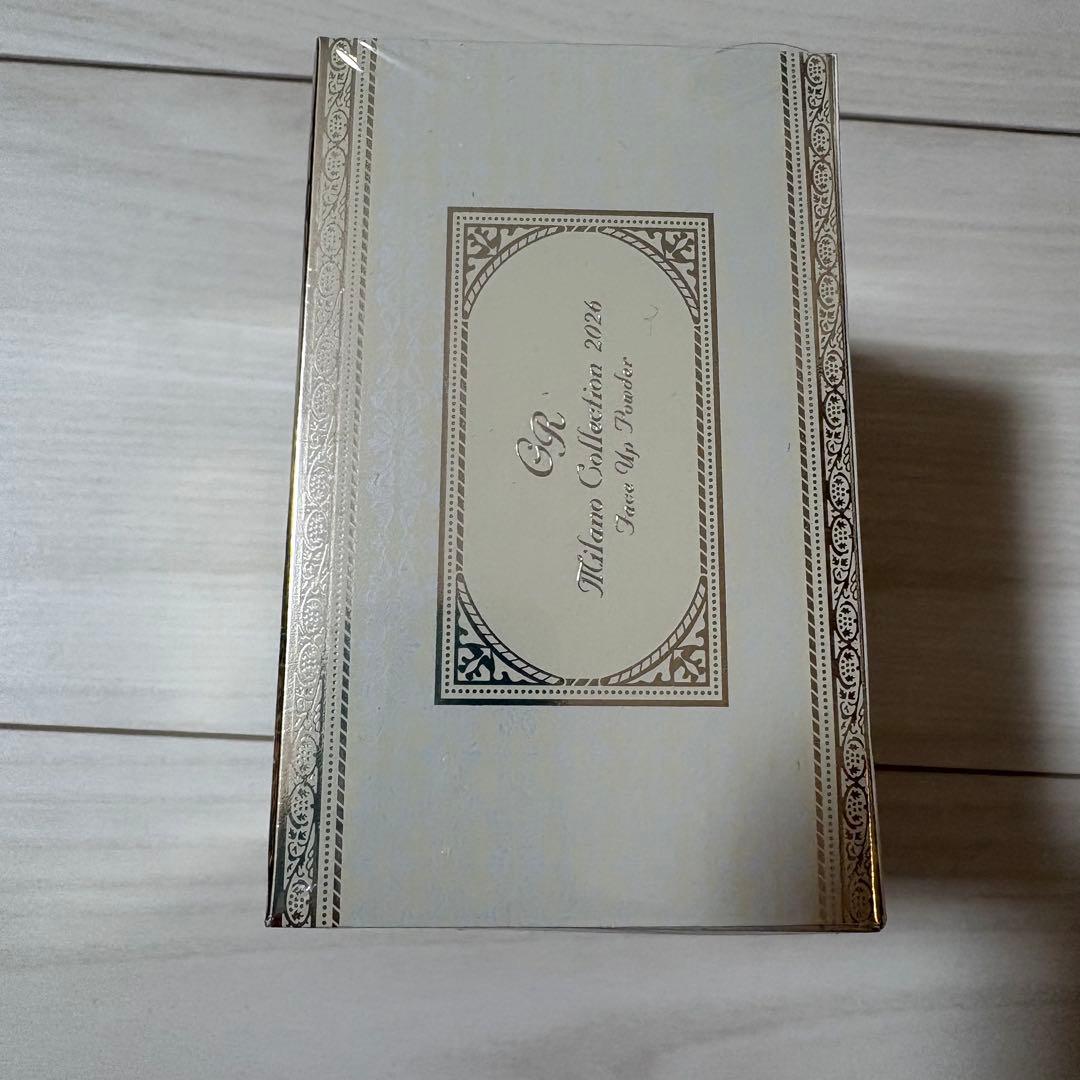 GR
Milano Collection 2026
Face Up Powder